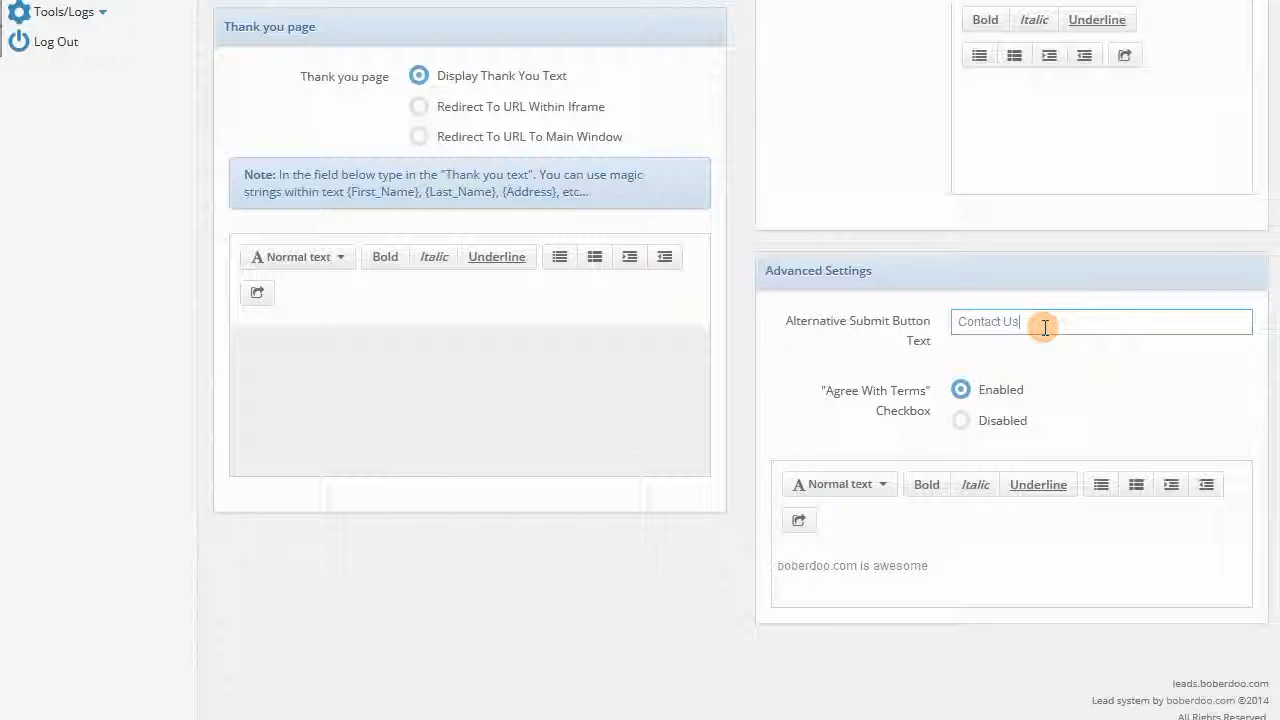 Tools/Logs
Log Out
Thank you page
Thank you page
Display Thank You Text
Redirect To URL Within Iframe
Redirect To URL To Main Window
Note: In the field below type in the "Thank you text". You can use magic
strings within text {First_Name}, {Last_Name}, {Address}, etc...
A Normal text
Bold
Italic
Underline
Bold
Italic
Underline
Advanced Settings
Alternative Submit Button
Text
Contact Us
"Agree With Terms"
Checkbox
Enabled
Disabled
A Normal text
Bold
Italic
Underline
boberdoo.com is awesome
leads.boberdoo.com
Lead system by boberdoo.com ©2014
All Rights Reserved